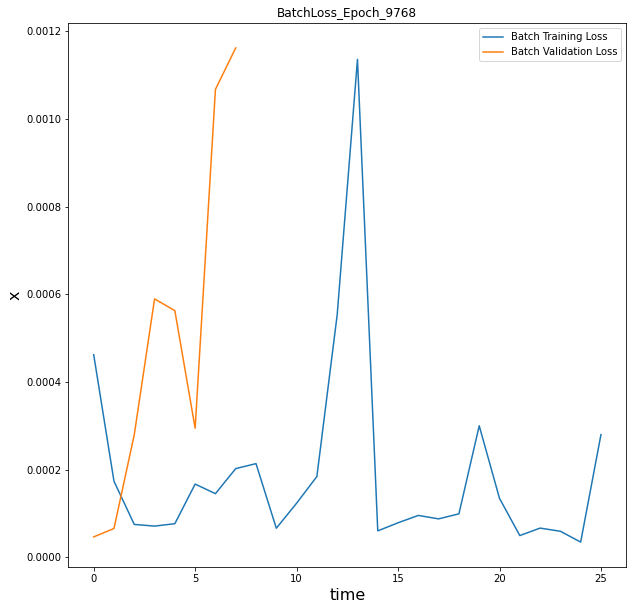 BatchLoss_Epoch_9768
Batch Training Loss
Batch Validation Loss
0.0012
0.0010
0.0008
0.0006
0.0004
0.0002
0.0000
x
0
5
10
15
20
25
time